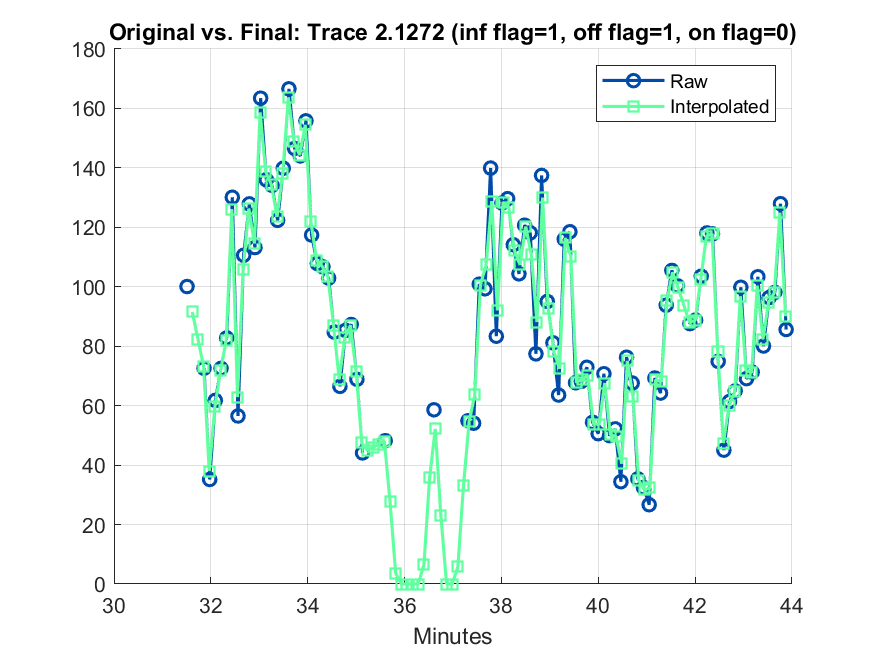 Original vs. Final: Trace 2.1272 (inf flag=1, off flag=1, on flag=0)
180
160
140
120
100
80
60
40
20
0
Raw
Interpolated
30 32 34 36 38 40 42 44
Minutes